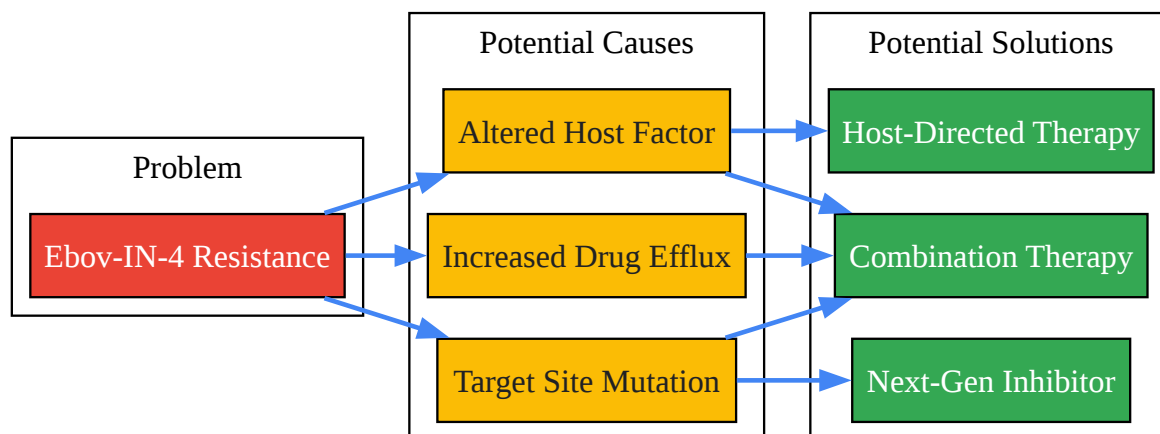 Problem
Ebov-IN-4 Resistance
Potential Causes
Altered Host Factor
Increased Drug Efflux
Target Site Mutation
Potential Solutions
Host-Directed Therapy
Combination Therapy
Next-Gen Inhibitor